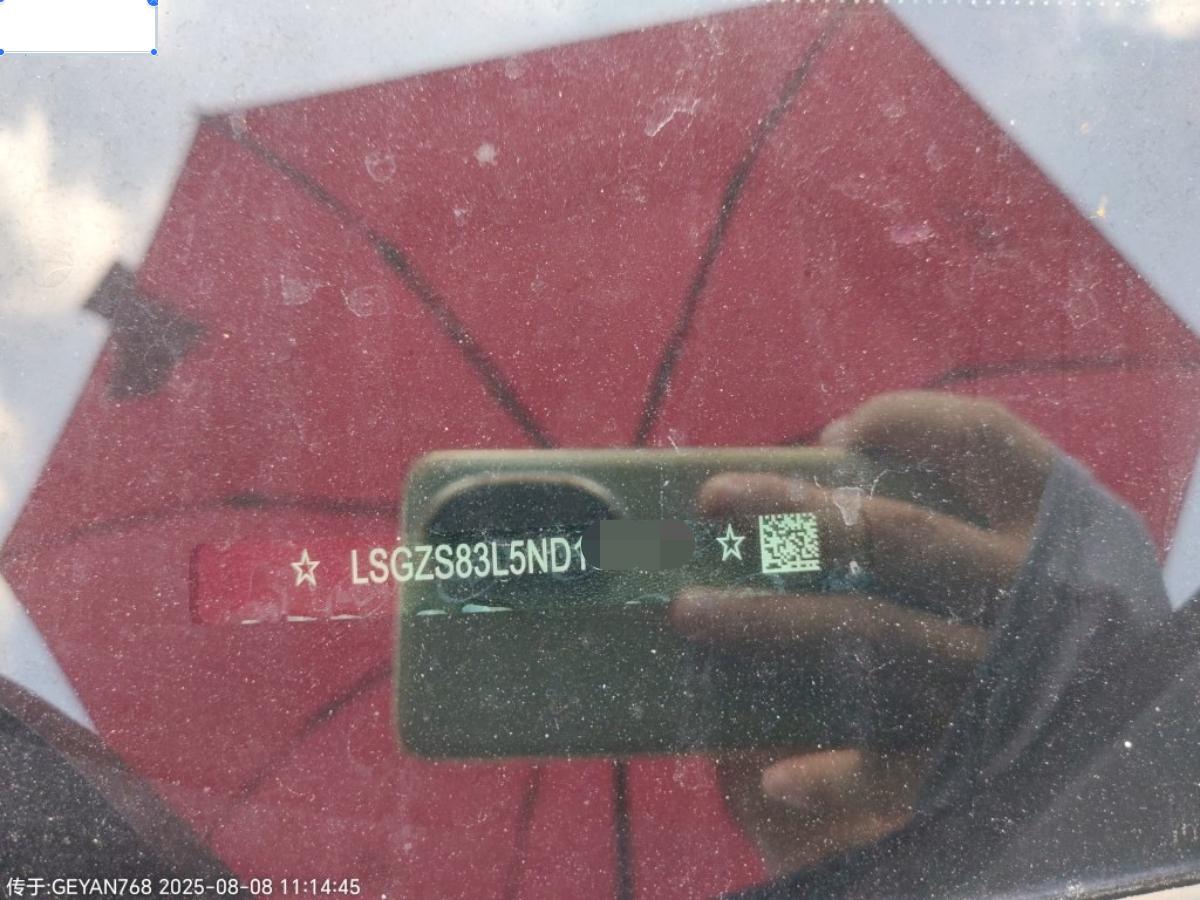 ☆ LSGZS83L5ND1 ☆
传于:GEYAN768 2025-08-08 11:14:45